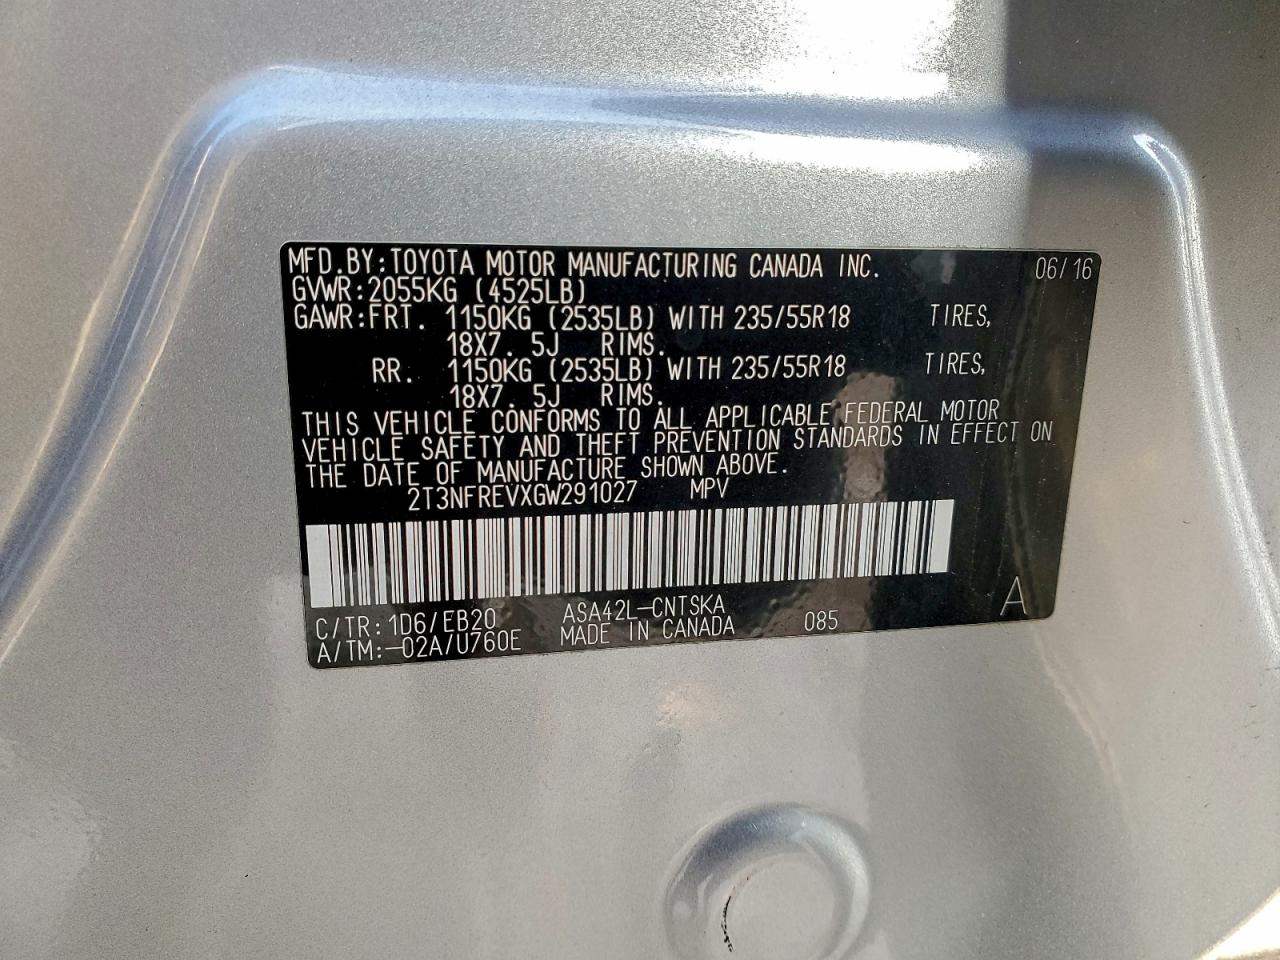 MFD.BY:TOYOTA MOTOR MANUFACTURING CANADA INC. 06/16
GVWR:2055KG (4525LB)
GAWR:FRT. 1150KG (2535LB) WITH 235/55R18 TIRES,
18X7.5J RIMS.
RR. 1150KG (2535LB) WITH 235/55R18 TIRES,
18X7.5J RIMS.
THIS VEHICLE CONFORMS TO ALL APPLICABLE FEDERAL MOTOR
VEHICLE SAFETY AND THEFT PREVENTION STANDARDS IN EFFECT ON
THE DATE OF MANUFACTURE SHOWN ABOVE.
2T3NFREVXGW291027 MPV
C/TR:1D6/EB20 ASA42L-CNTSKA A
A/TM:-02A/U760E MADE IN CANADA 085